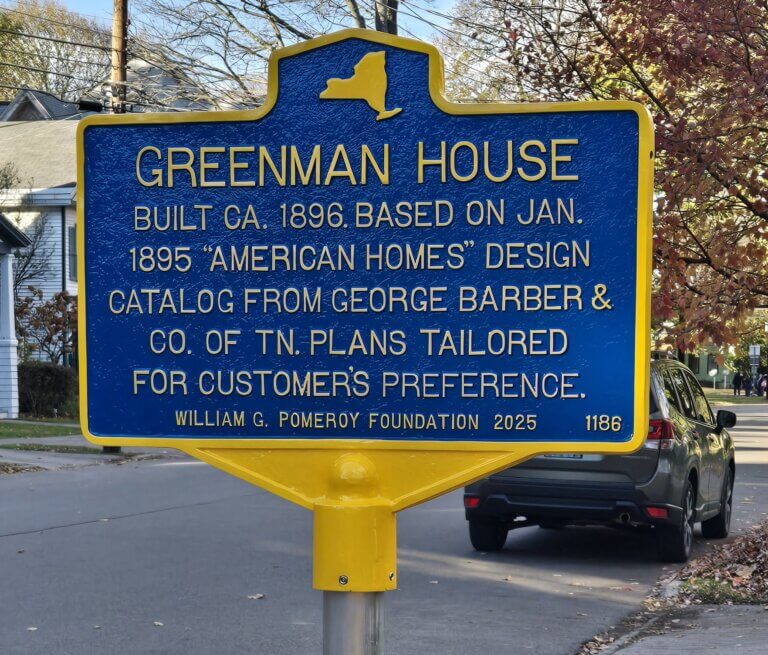 GREENMAN HOUSE
BUILT CA. 1896. BASED ON JAN.
1895 "AMERICAN HOMES" DESIGN
CATALOG FROM GEORGE BARBER &
CO. OF TN. PLANS TAILORED
FOR CUSTOMER'S PREFERENCE.
WILLIAM G. POMEROY FOUNDATION 2025 1186